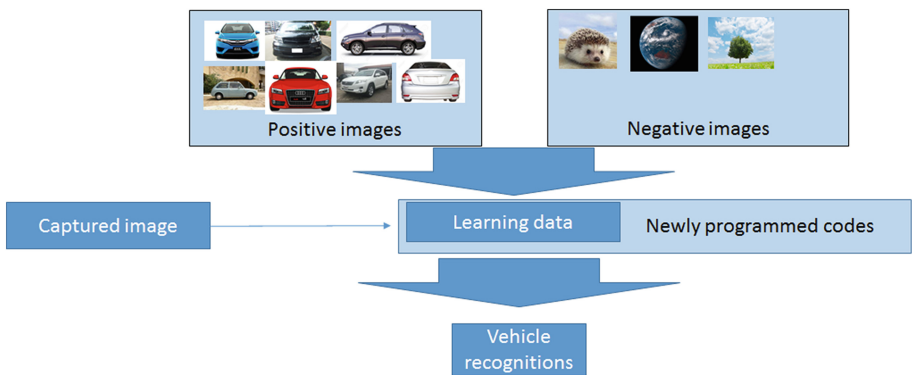 Positive images
Negative images
Captured image
Learning data
Newly programmed codes
Vehicle
recognitions